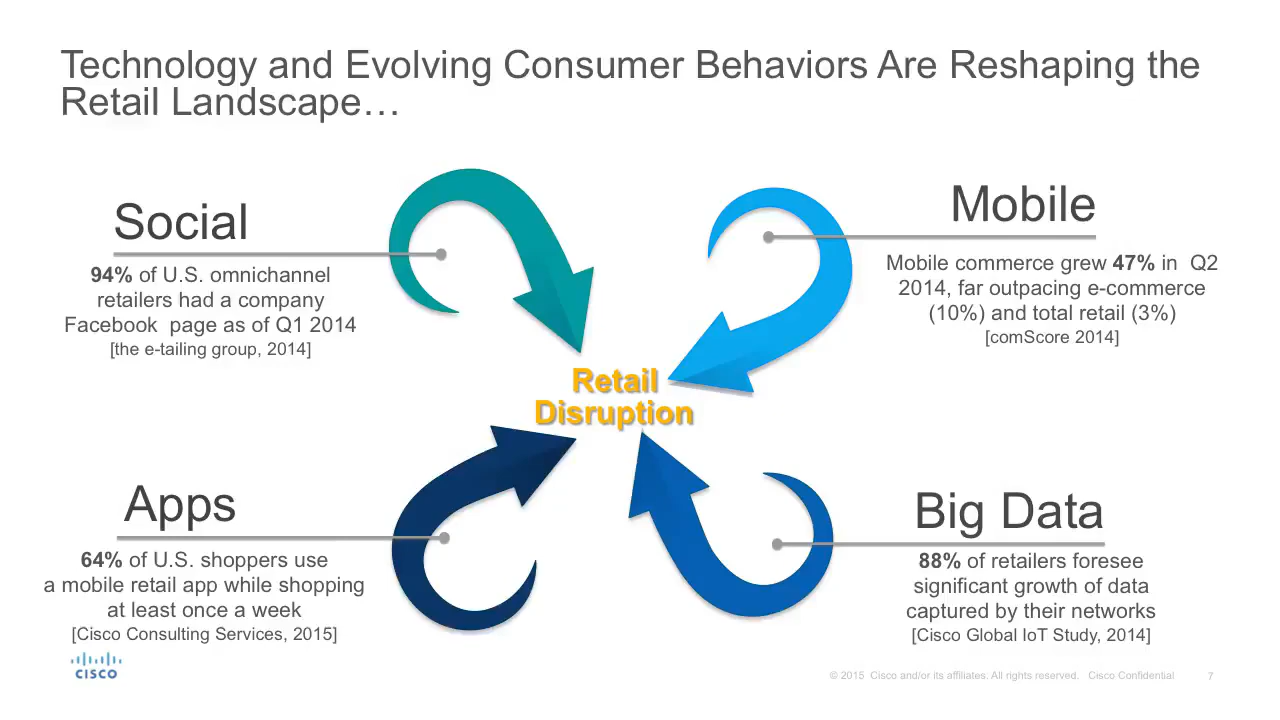 Technology and Evolving Consumer Behaviors Are Reshaping the
Retail Landscape…
Social
94% of U.S. omnichannel
retailers had a company
Facebook page as of Q1 2014
[the e-tailing group, 2014]
Mobile
Mobile commerce grew 47% in Q2
2014, far outpacing e-commerce
(10%) and total retail (3%)
[comScore 2014]
Retail
Disruption
Apps
64% of U.S. shoppers use
a mobile retail app while shopping
at least once a week
[Cisco Consulting Services, 2015]
Big Data
88% of retailers foresee
significant growth of data
captured by their networks
[Cisco Global IoT Study, 2014]
CISCO
© 2015 Cisco and/or its affiliates. All rights reserved. Cisco Confidential 7